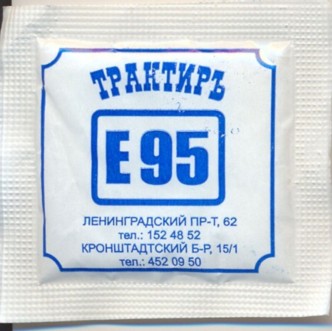 ТРАКТИРЪ
E 95
ЛЕНИНГРАДСКИЙ ПР-Т, 62
тел.: 152 48 52
КРОНШТАДТСКИЙ Б-Р, 15/1
тел.: 452 09 50